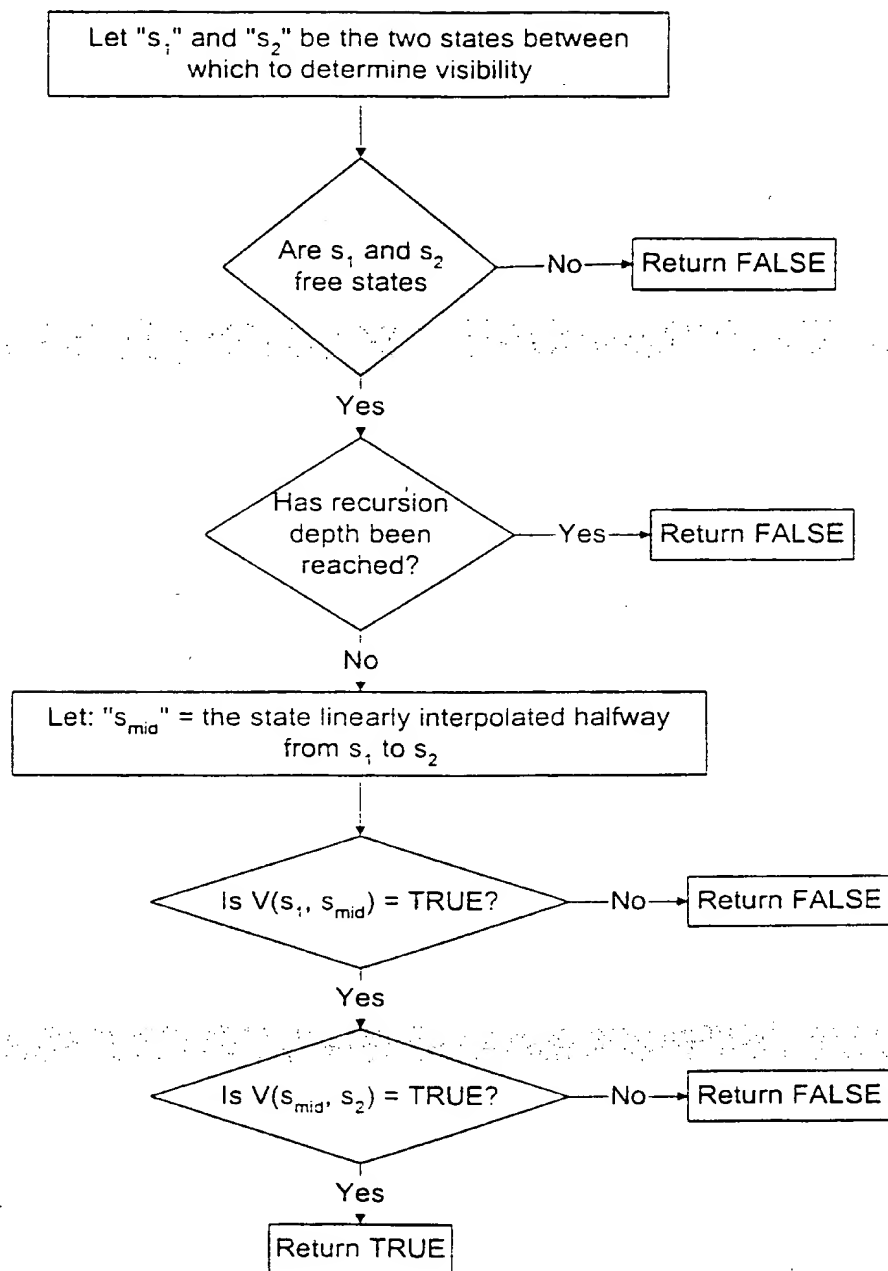 Let "s₁" and "s₂" be the two states between
which to determine visibility
Are s₁ and s₂
free states
No
Return FALSE
Yes
Has recursion
depth been
reached?
Yes
Return FALSE
No
Let: "s_mid" = the state linearly interpolated halfway
from s₁ to s₂
Is V(s₁, s_mid) = TRUE?
No
Return FALSE
Yes
Is V(s_mid, s₂) = TRUE?
No
Return FALSE
Yes
Return TRUE